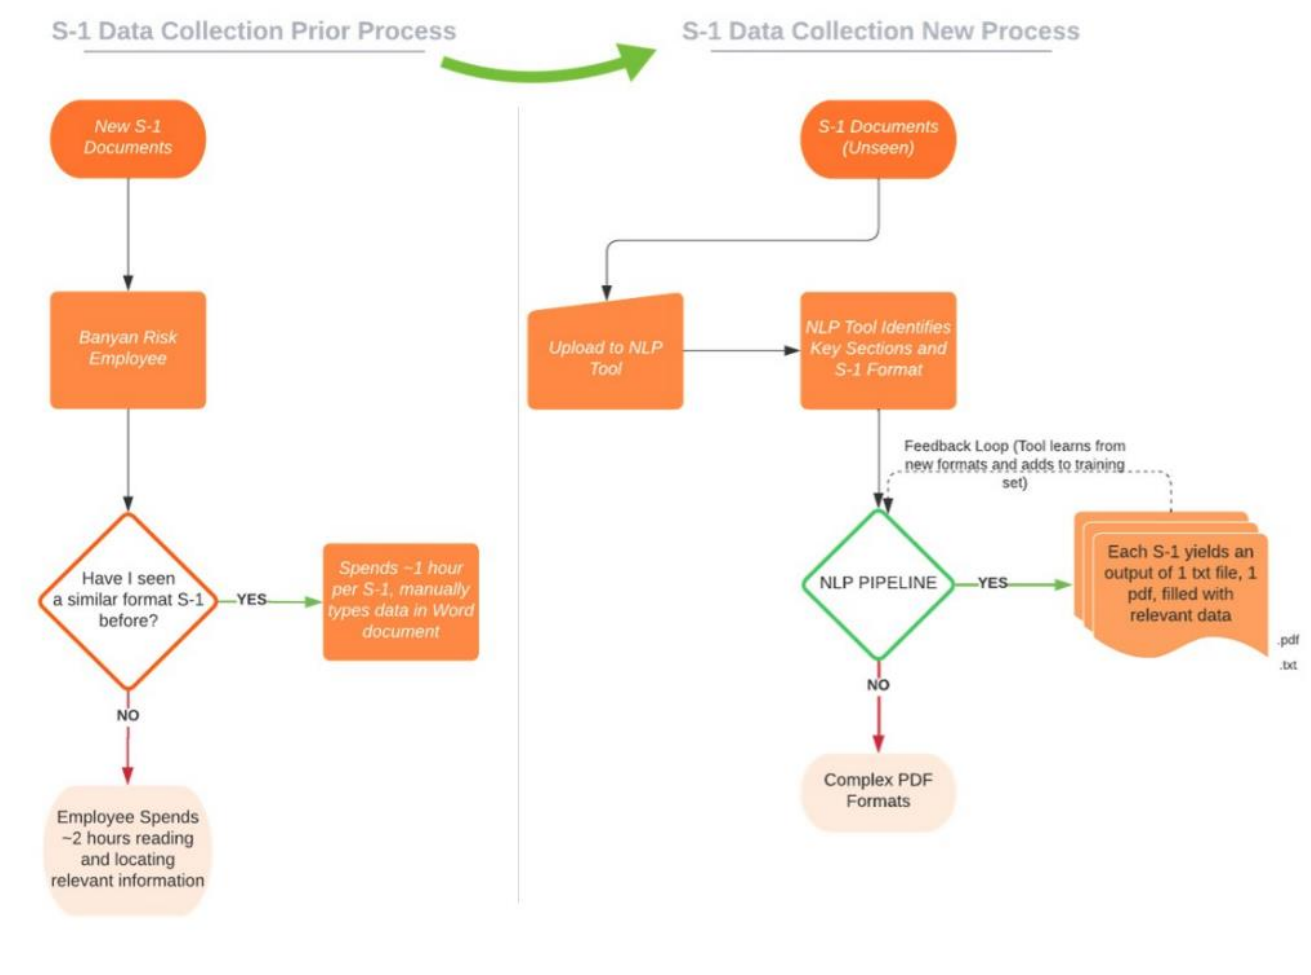 S-1 Data Collection Prior Process
New S-1
Documents
Banyan Risk
Employee
Have I seen
a similar format S-1
before?
YES
Spends ~1 hour
per S-1, manually
types data in Word
document
NO
Employee Spends
~2 hours reading
and locating
relevant information
S-1 Data Collection New Process
S-1 Documents
(Unseen)
Upload to NLP
Tool
NLP Tool Identifies
Key Sections and
S-1 Format
Feedback Loop (Tool learns from
new formats and adds to training
set)
NLP PIPELINE
YES
Each S-1 yields an
output of 1 txt file, 1
pdf, filled with
relevant data
.pdf
.txt
NO
Complex PDF
Formats